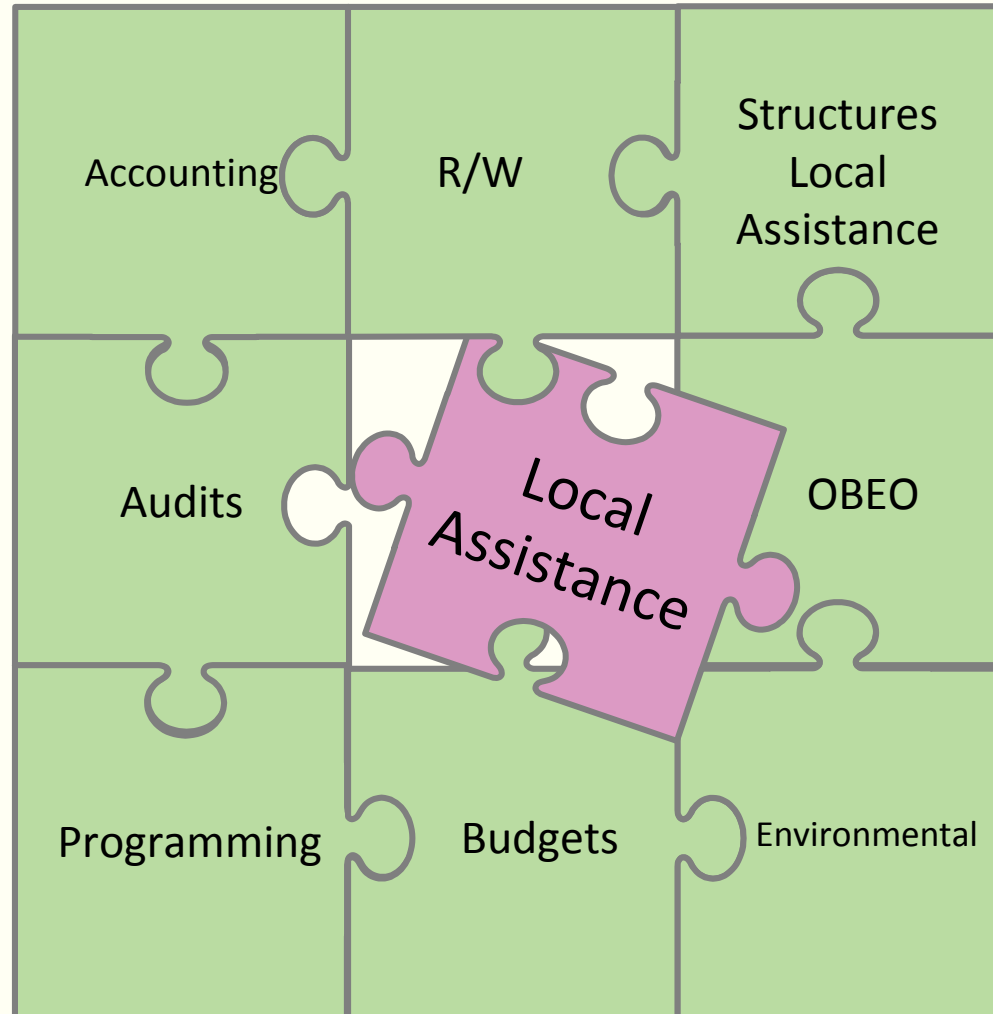 Accounting
R/W
Structures
Local
Assistance
Audits
Local
Assistance
OBEO
Programming
Budgets
Environmental